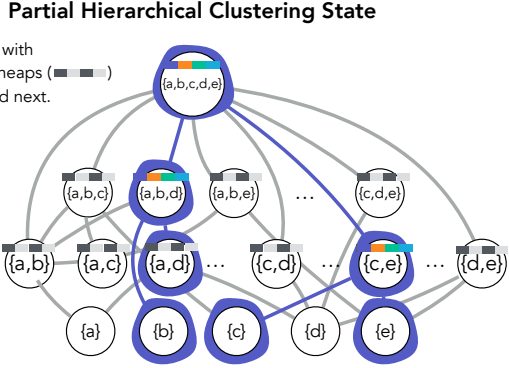 Partial Hierarchical Clustering State
with
heaps ( )
d next.
{a,b,c,d,e}
{a,b,c} {a,b,d} {a,b,e} ... {c,d,e}
{a,b} {a,c} {a,d} ... {c,d} ... {c,e} ... {d,e}
{a} {b} {c} {d} {e}